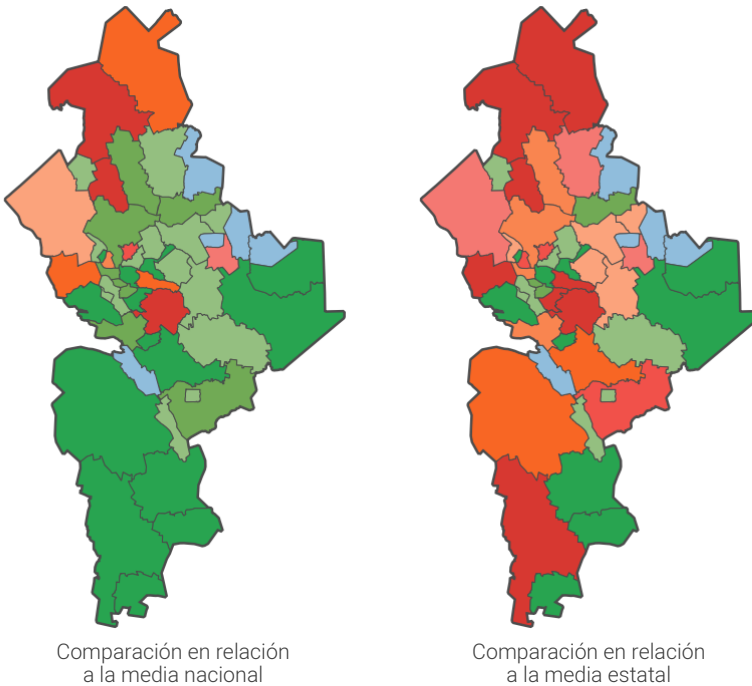 Comparación en relación
a la media nacional
Comparación en relación
a la media estatal